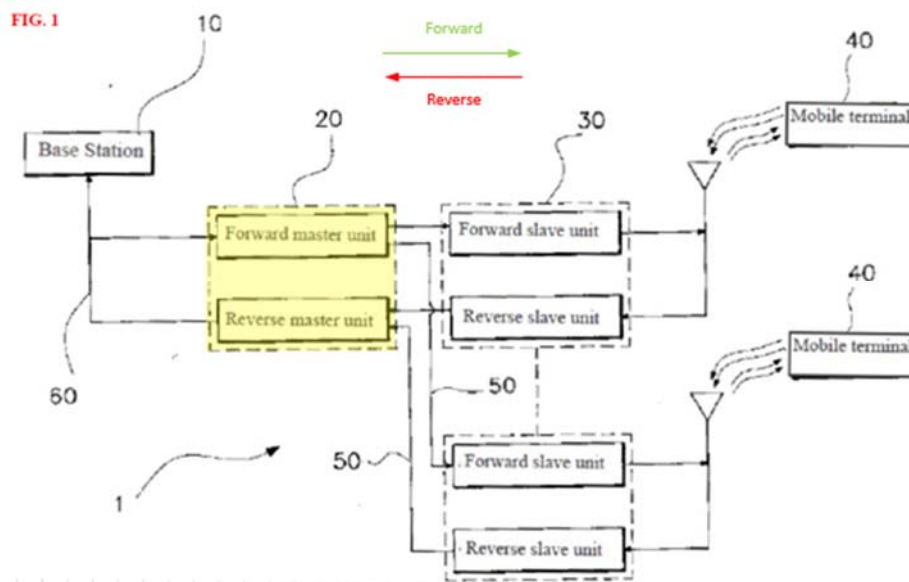 FIG. 1
Forward
Reverse
10
Base Station
20
30
40
Mobile terminal
Forward master unit
Forward slave unit
Reverse master unit
Reverse slave unit
60
50
40
Mobile terminal
50
1
Forward slave unit
Reverse slave unit